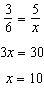 3/6 = 5/x
3x = 30
x = 10